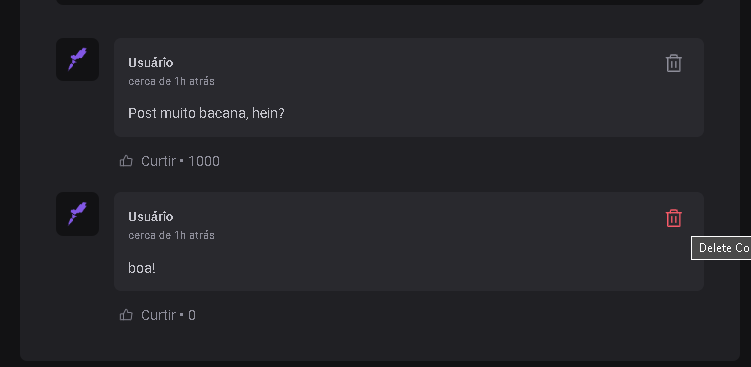 Usuário
cerca de 1h atrás
Post muito bacana, hein?
Curtir • 1000
Usuário
cerca de 1h atrás
Delete Co
boa!
Curtir • 0